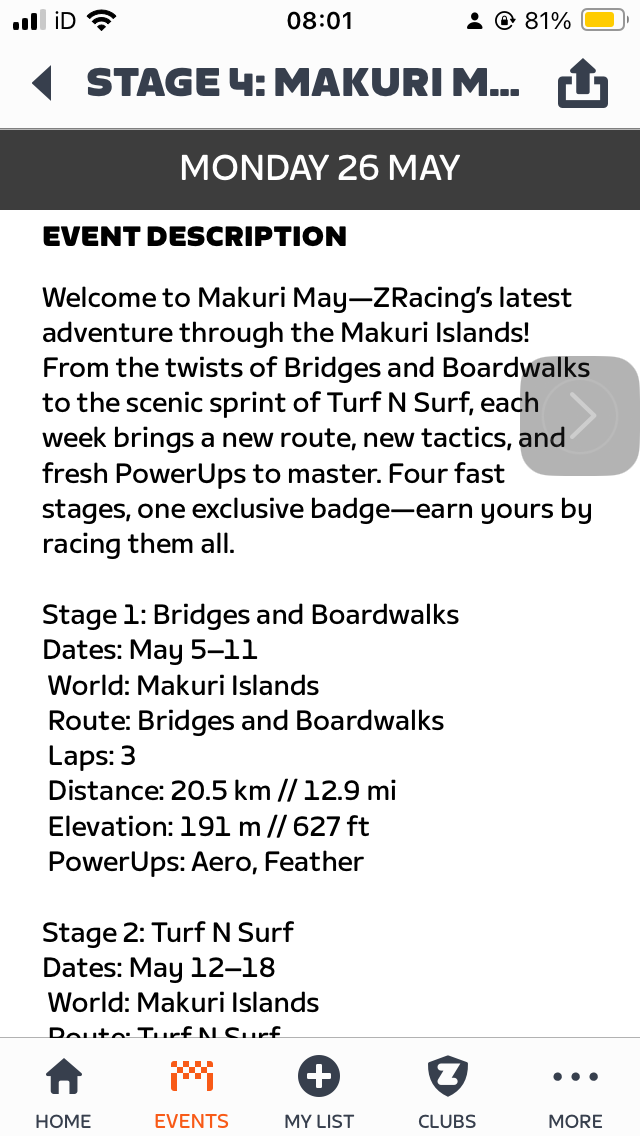 iD 08:01 81%
STAGE 4: MAKURI M...
MONDAY 26 MAY
EVENT DESCRIPTION
Welcome to Makuri May—ZRacing's latest
adventure through the Makuri Islands!
From the twists of Bridges and Boardwalks
to the scenic sprint of Turf N Surf, each
week brings a new route, new tactics, and
fresh PowerUps to master. Four fast
stages, one exclusive badge—earn yours by
racing them all.
Stage 1: Bridges and Boardwalks
Dates: May 5–11
World: Makuri Islands
Route: Bridges and Boardwalks
Laps: 3
Distance: 20.5 km // 12.9 mi
Elevation: 191 m // 627 ft
PowerUps: Aero, Feather
Stage 2: Turf N Surf
Dates: May 12–18
World: Makuri Islands
Route: Turf N Surf
HOME EVENTS MY LIST CLUBS MORE